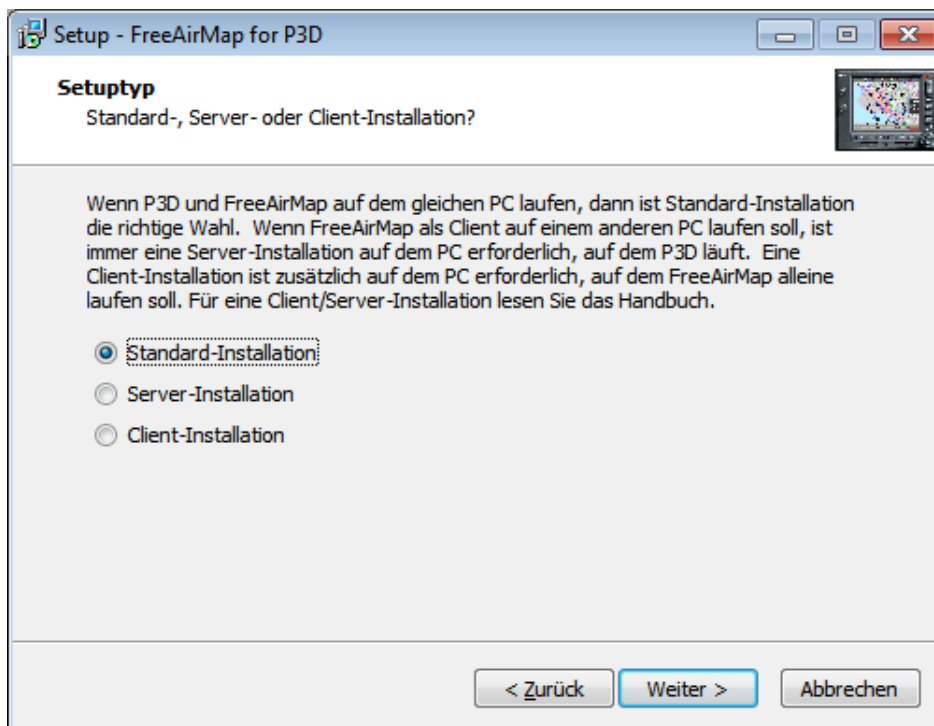 Setup - FreeAirMap for P3D
Setuptyp
Standard-, Server- oder Client-Installation?
Wenn P3D und FreeAirMap auf dem gleichen PC laufen, dann ist Standard-Installation
die richtige Wahl.  Wenn FreeAirMap als Client auf einem anderen PC laufen soll, ist
immer eine Server-Installation auf dem PC erforderlich, auf dem P3D läuft.  Eine
Client-Installation ist zusätzlich auf dem PC erforderlich, auf dem FreeAirMap alleine
laufen soll. Für eine Client/Server-Installation lesen Sie das Handbuch.
Standard-Installation
Server-Installation
Client-Installation
< Zurück
Weiter >
Abbrechen